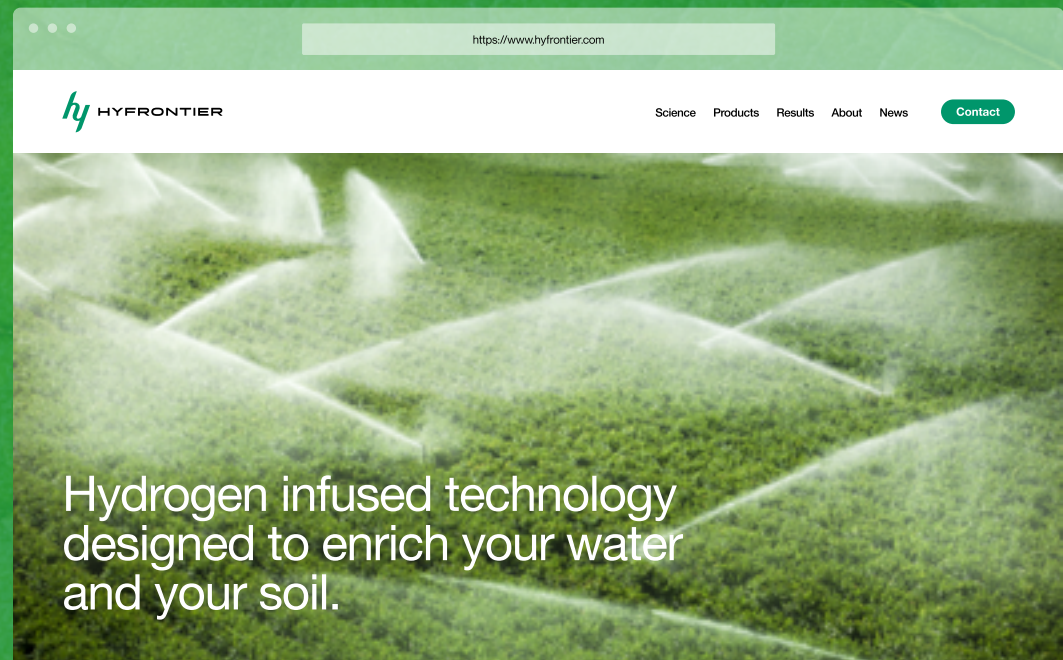 https://www.hyfrontier.com
hy HYFRONTIER
Science Products Results About News Contact
Hydrogen infused technology
designed to enrich your water
and your soil.